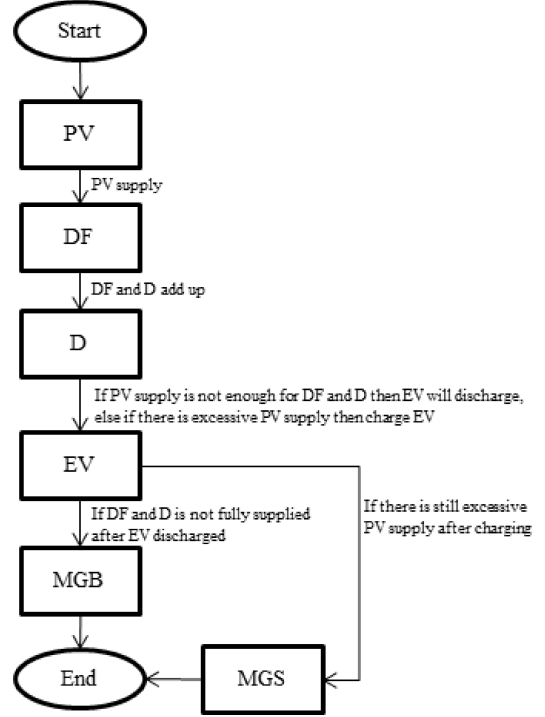 Start
PV
PV supply
DF
DF and D add up
D
If PV supply is not enough for DF and D then EV will discharge,
else if there is excessive PV supply then charge EV
EV
If DF and D is not fully supplied
after EV discharged
If there is still excessive
PV supply after charging
MGB
End
MGS